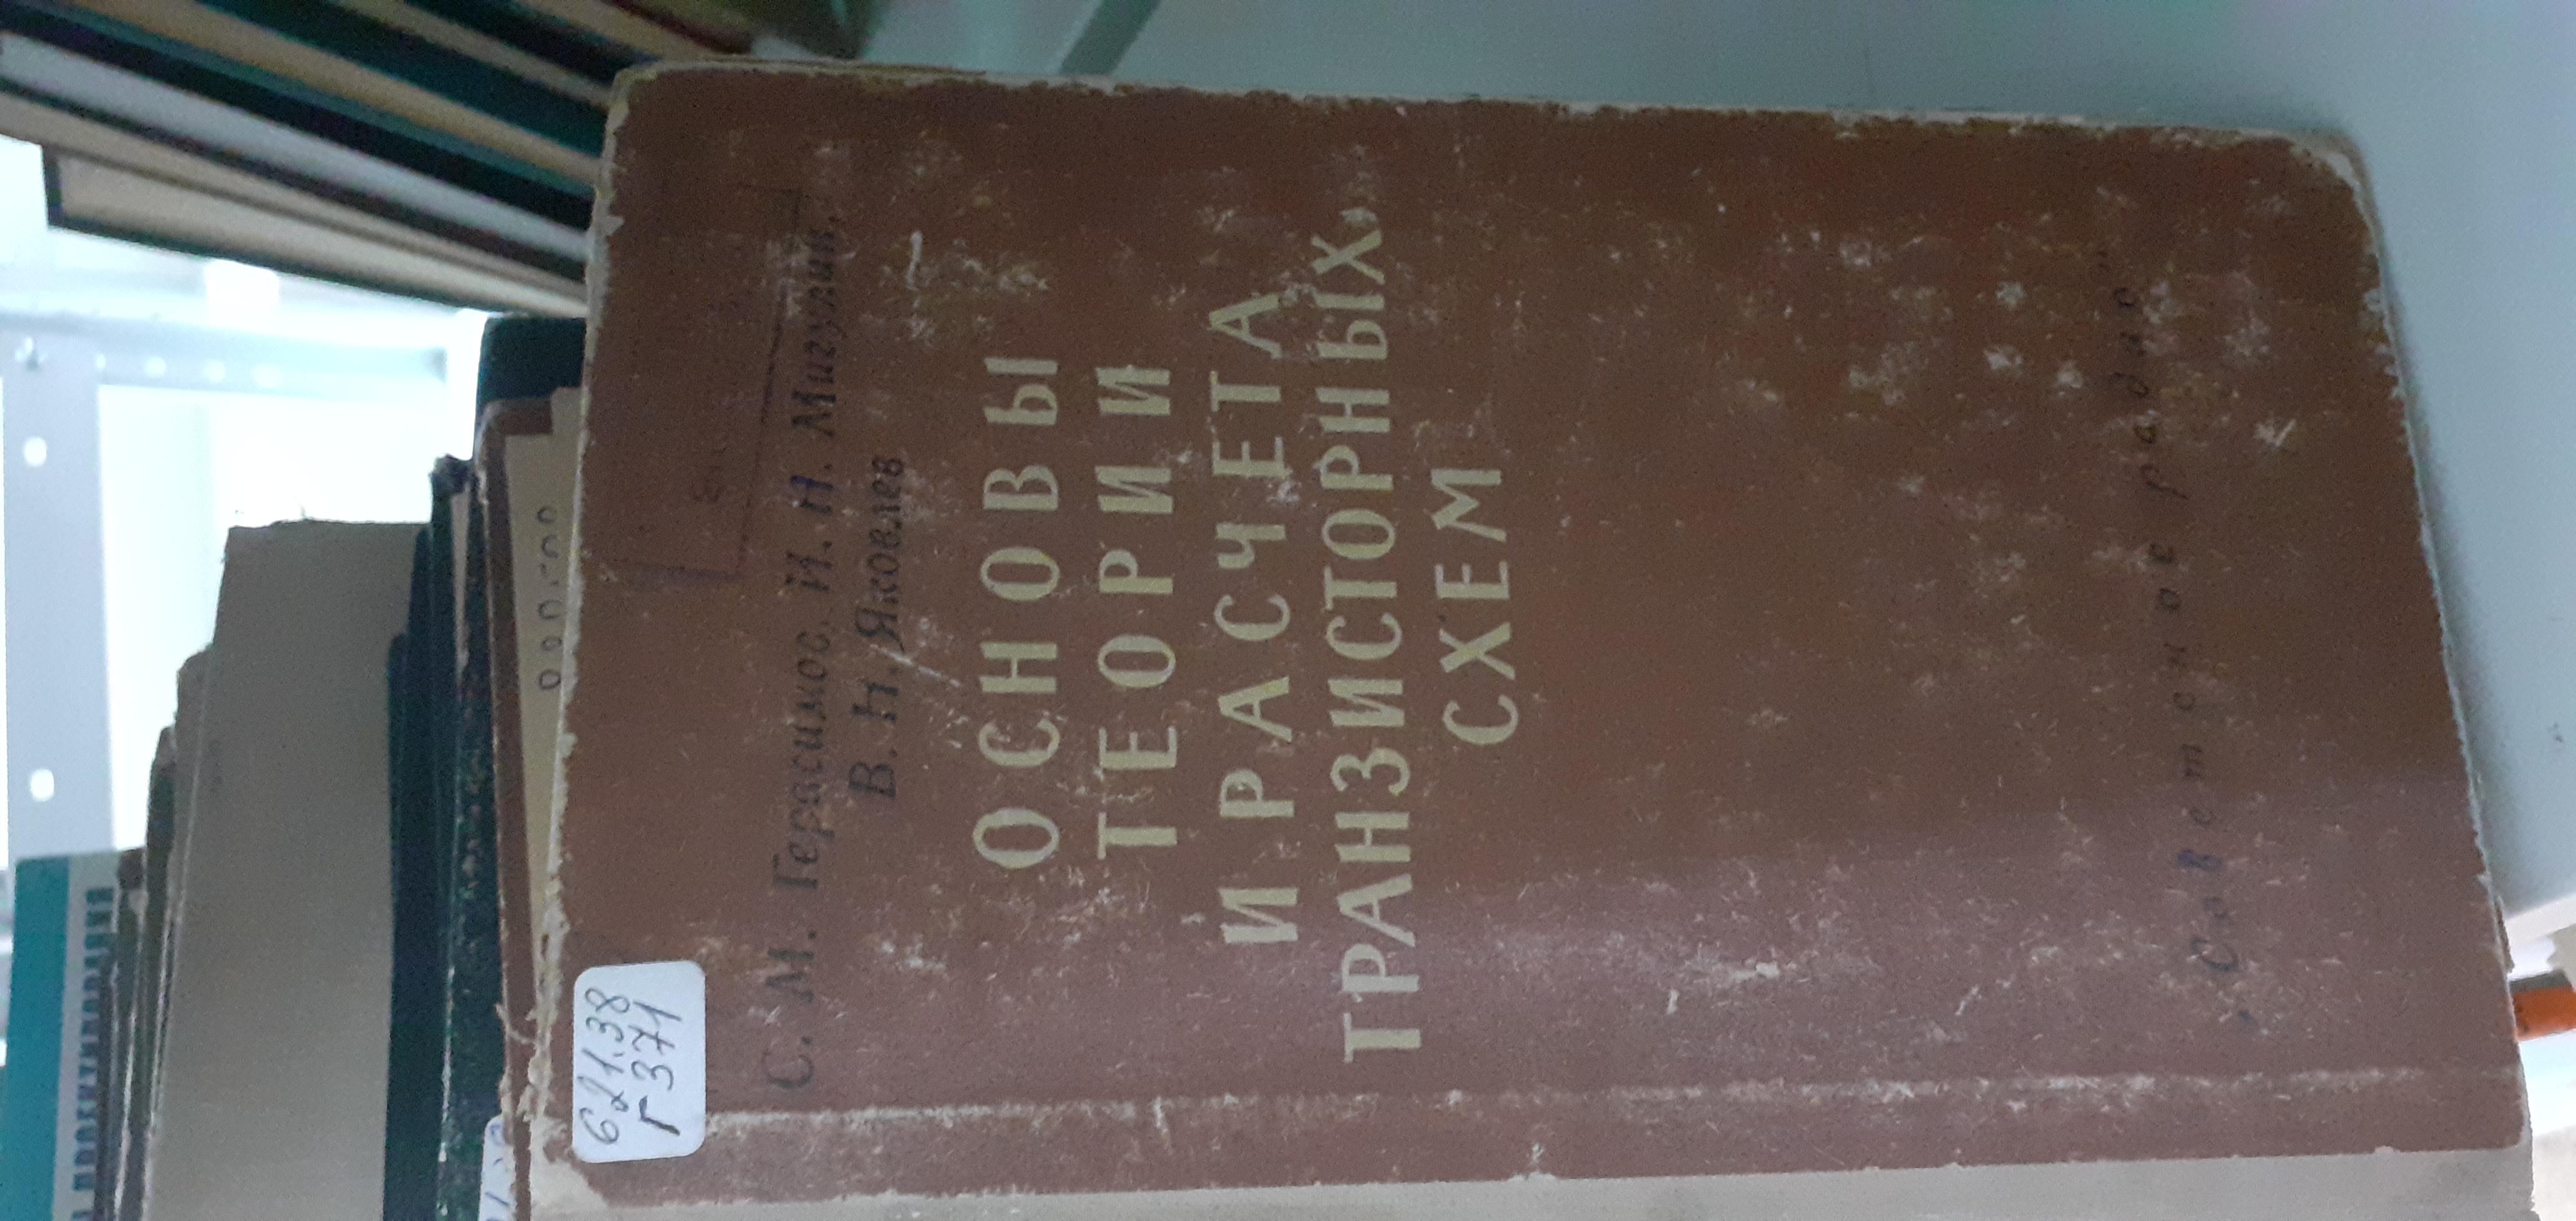 621.38
Г 371
С. М. Герасимов, И. Н. Мигулин,
В. Н. Яковлев
ОСНОВЫ
ТЕОРИИ
И РАСЧЕТА
ТРАНЗИСТОРНЫХ
СХЕМ
„Советское радио“